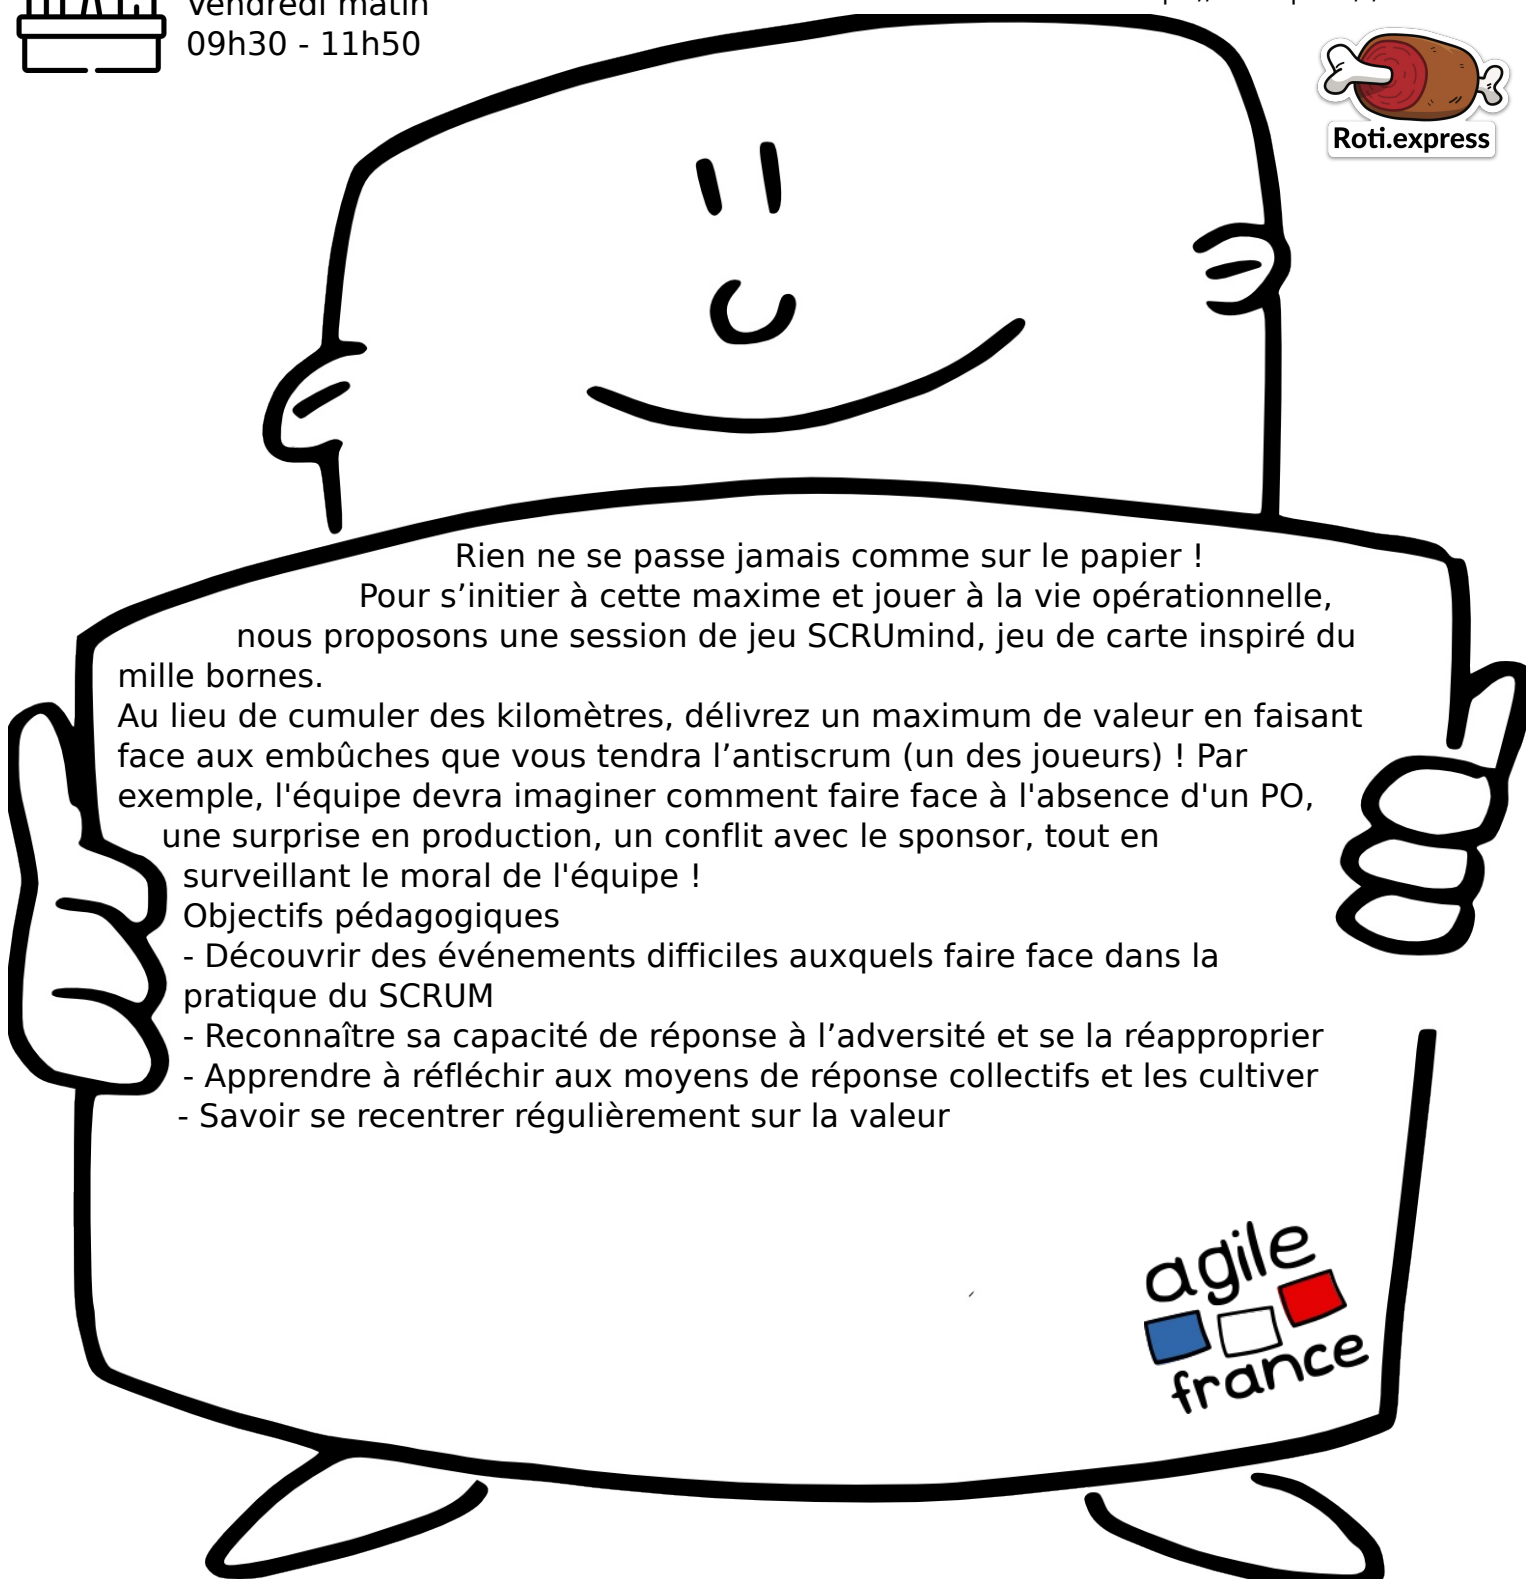 Vendredi matin
09h30 - 11h50
Roti.express
Rien ne se passe jamais comme sur le papier !
Pour s’initier à cette maxime et jouer à la vie opérationnelle,
nous proposons une session de jeu SCRUmind, jeu de carte inspiré du
mille bornes.
Au lieu de cumuler des kilomètres, délivrez un maximum de valeur en faisant
face aux embûches que vous tendra l’antiscrum (un des joueurs) ! Par
exemple, l'équipe devra imaginer comment faire face à l'absence d'un PO,
une surprise en production, un conflit avec le sponsor, tout en
surveillant le moral de l'équipe !
Objectifs pédagogiques
- Découvrir des événements difficiles auxquels faire face dans la
pratique du SCRUM
- Reconnaître sa capacité de réponse à l’adversité et se la réapproprier
- Apprendre à réfléchir aux moyens de réponse collectifs et les cultiver
- Savoir se recentrer régulièrement sur la valeur
agile
france